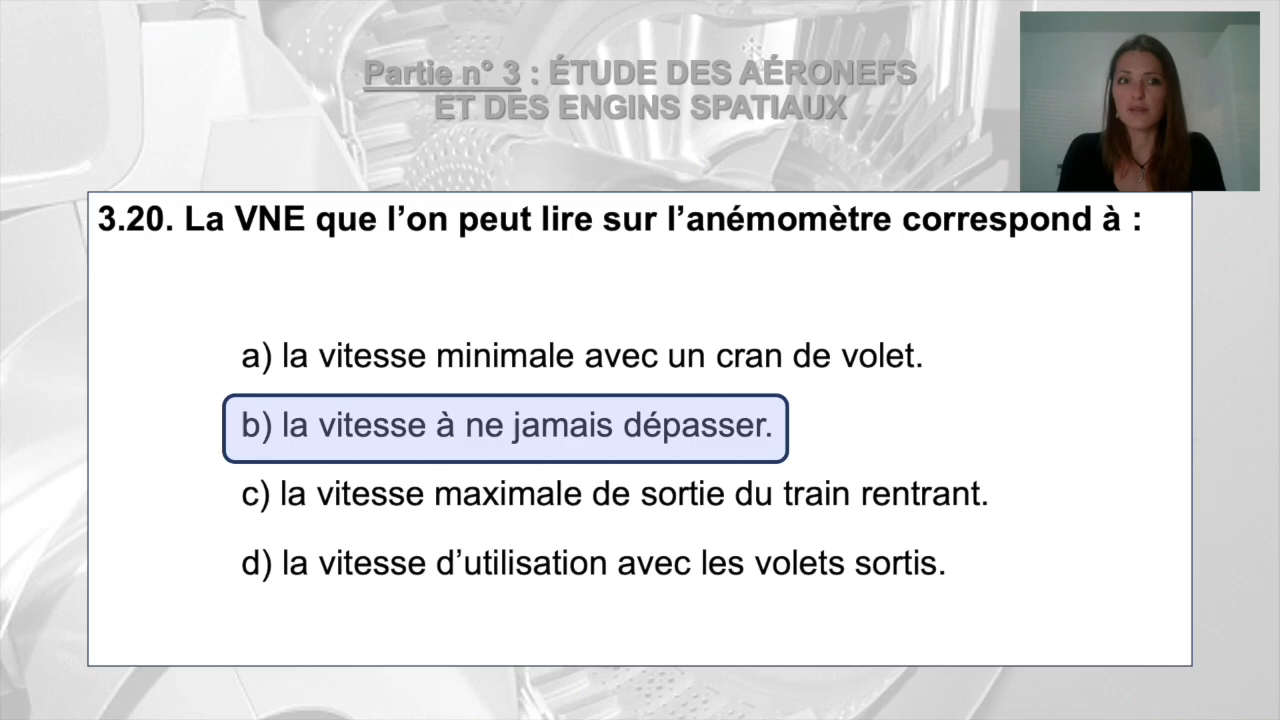 Partie n° 3 : ÉTUDE DES AÉRONEFS
ET DES ENGINS SPATIAUX
3.20. La VNE que l’on peut lire sur l’anémomètre correspond à :
a) la vitesse minimale avec un cran de volet.
b) la vitesse à ne jamais dépasser.
c) la vitesse maximale de sortie du train rentrant.
d) la vitesse d’utilisation avec les volets sortis.